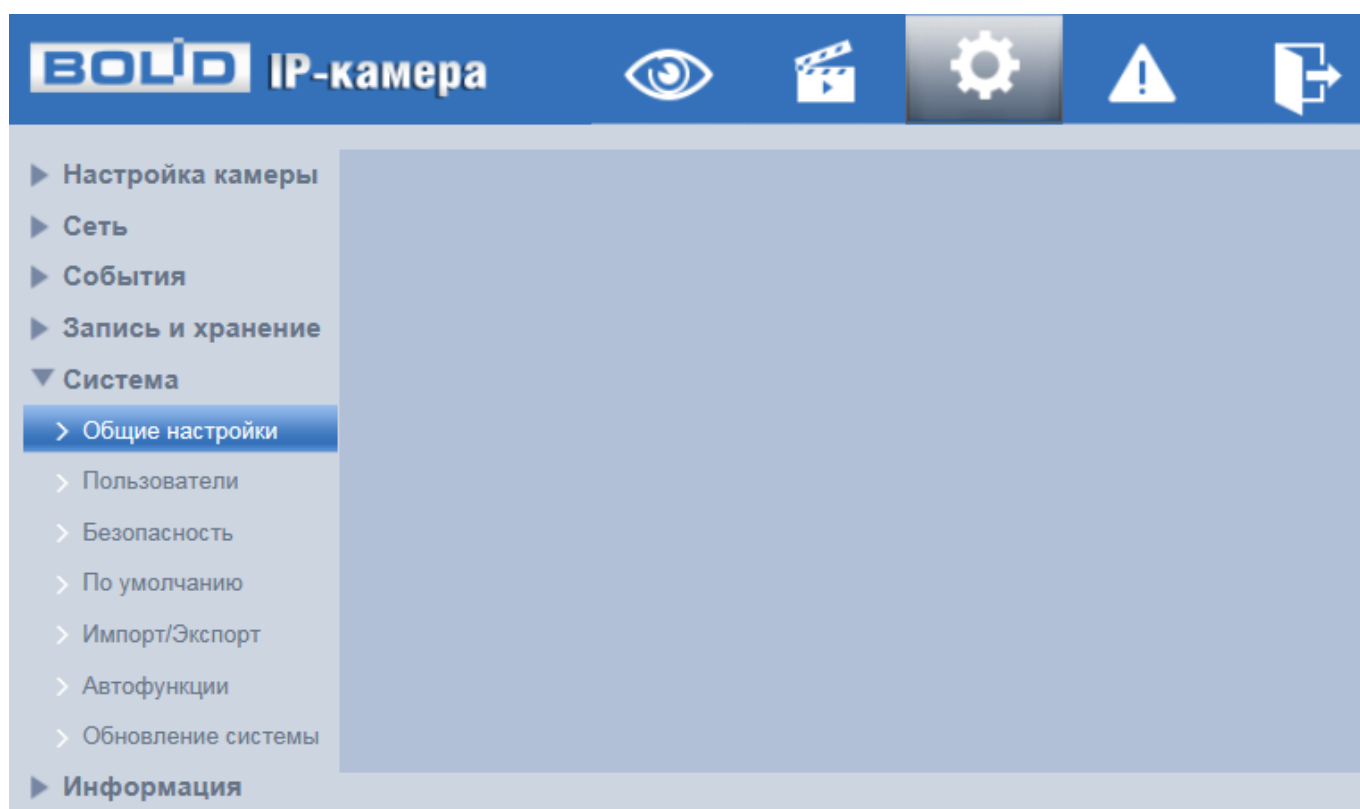 BOLID IP-камера
Настройка камеры
Сеть
События
Запись и хранение
Система
Общие настройки
Пользователи
Безопасность
По умолчанию
Импорт/Экспорт
Автофункции
Обновление системы
Информация